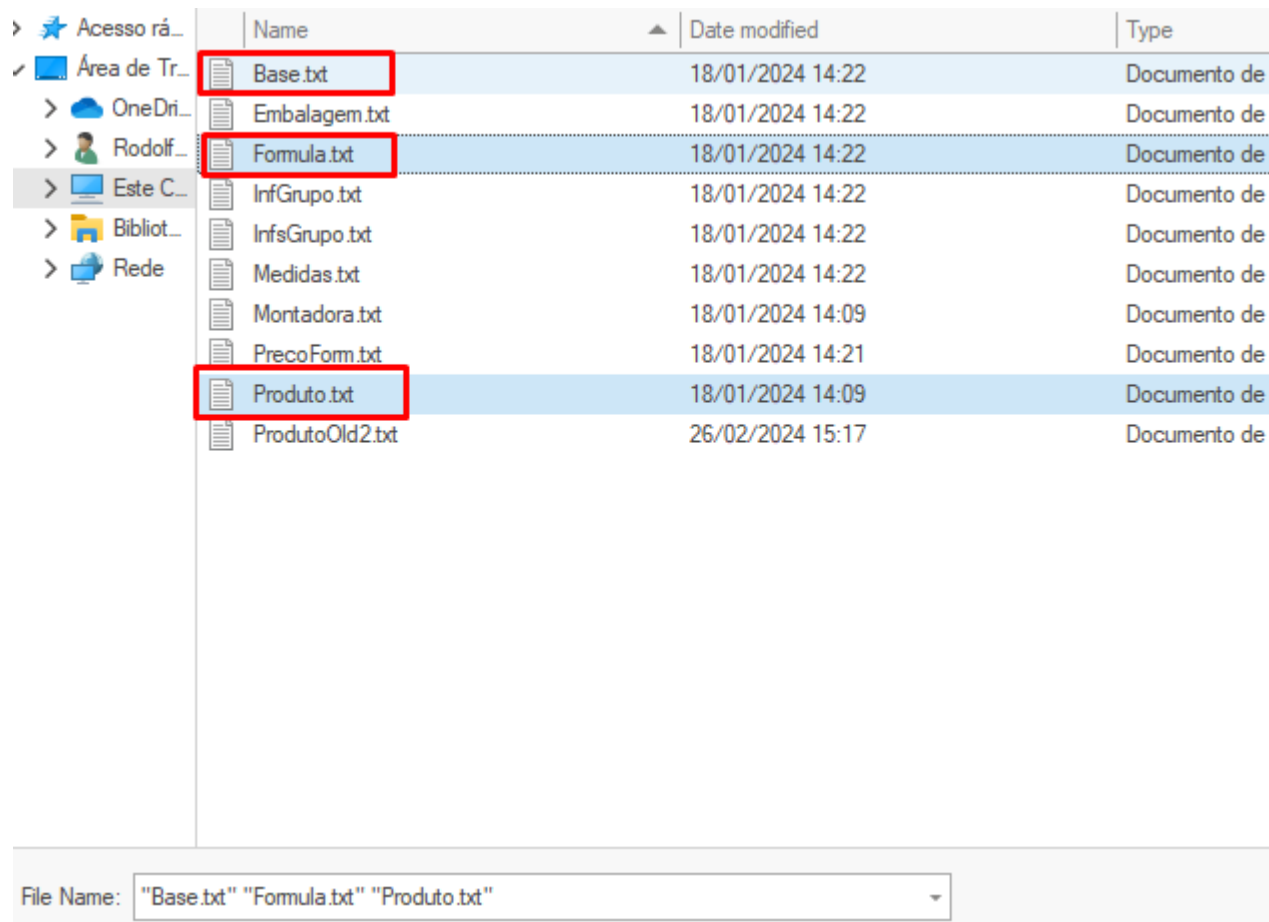 Acesso rá...
Área de Tr...
OneDri...
Rodolf...
Este C...
Bibliot...
Rede
Name Date modified Type
Base.txt 18/01/2024 14:22 Documento de
Embalagem.txt 18/01/2024 14:22 Documento de
Formula.txt 18/01/2024 14:22 Documento de
InfGrupo.txt 18/01/2024 14:22 Documento de
InfsGrupo.txt 18/01/2024 14:22 Documento de
Medidas.txt 18/01/2024 14:22 Documento de
Montadora.txt 18/01/2024 14:09 Documento de
PrecoForm.txt 18/01/2024 14:21 Documento de
Produto.txt 18/01/2024 14:09 Documento de
ProdutoOld2.txt 26/02/2024 15:17 Documento de
File Name: "Base.txt" "Formula.txt" "Produto.txt"